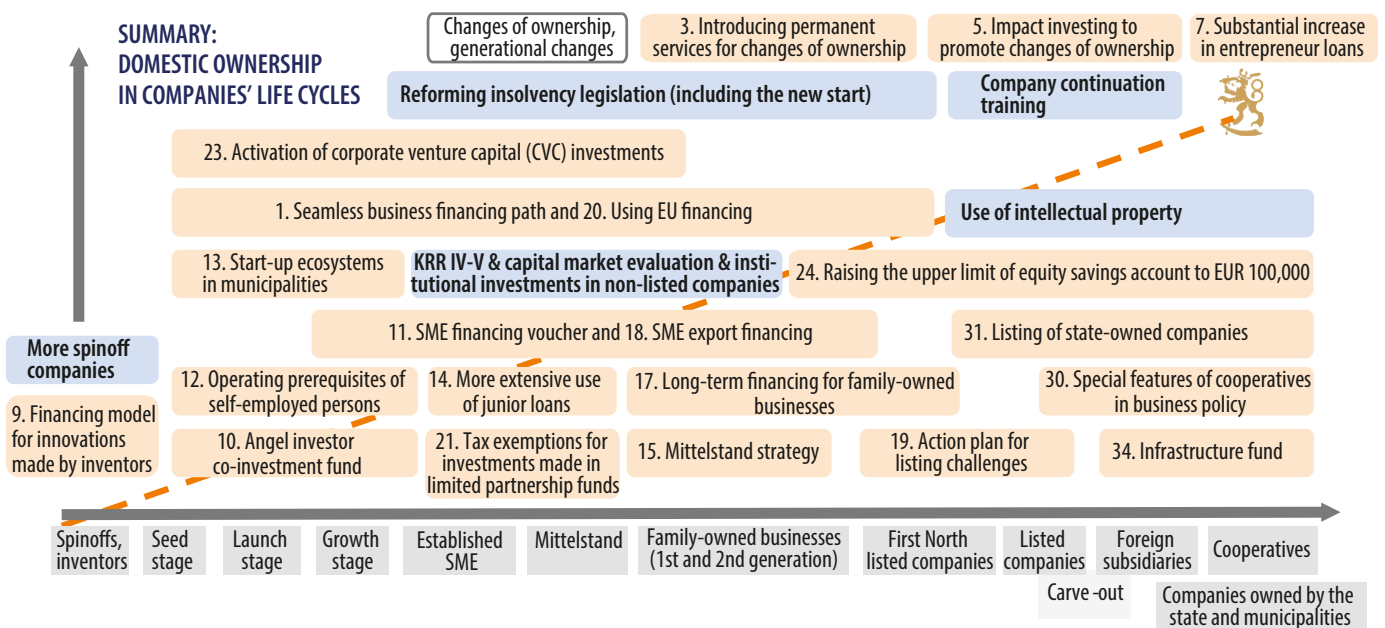 SUMMARY:
DOMESTIC OWNERSHIP
IN COMPANIES' LIFE CYCLES
Changes of ownership,
generational changes
3. Introducing permanent
services for changes of ownership
5. Impact investing to
promote changes of ownership
7. Substantial increase
in entrepreneur loans
Reforming insolvency legislation (including the new start)
Company continuation
training
23. Activation of corporate venture capital (CVC) investments
1. Seamless business financing path and 20. Using EU financing
Use of intellectual property
13. Start-up ecosystems
in municipalities
KRR IV-V & capital market evaluation & insti-
tutional investments in non-listed companies
24. Raising the upper limit of equity savings account to EUR 100,000
11. SME financing voucher and 18. SME export financing
31. Listing of state-owned companies
More spinoff
companies
12. Operating prerequisites of
self-employed persons
14. More extensive use
of junior loans
17. Long-term financing for family-owned
businesses
30. Special features of cooperatives
in business policy
9. Financing model
for innovations
made by inventors
10. Angel investor
co-investment fund
21. Tax exemptions for
investments made in
limited partnership funds
15. Mittelstand strategy
19. Action plan for
listing challenges
34. Infrastructure fund
Spinoffs,
inventors
Seed
stage
Launch
stage
Growth
stage
Established
SME
Mittelstand
Family-owned businesses
(1st and 2nd generation)
First North
listed companies
Listed
companies
Foreign
subsidiaries
Cooperatives
Carve -out
Companies owned by the
state and municipalities